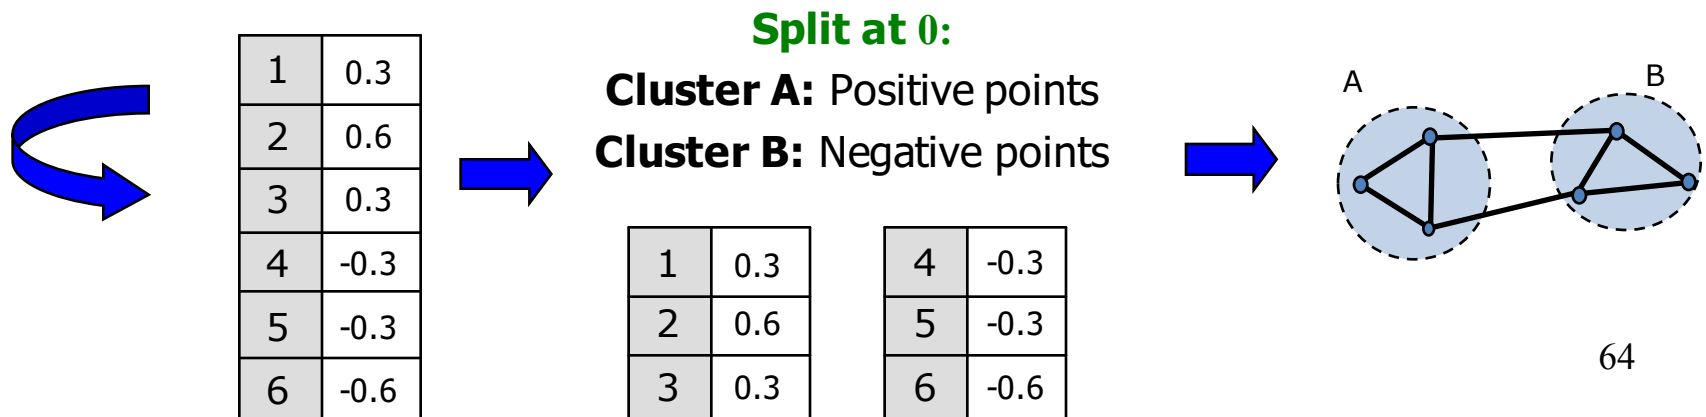 1 0.3
2 0.6
3 0.3
4 -0.3
5 -0.3
6 -0.6
Split at 0:
Cluster A: Positive points
Cluster B: Negative points
1 0.3
2 0.6
3 0.3
4 -0.3
5 -0.3
6 -0.6
A
B
64